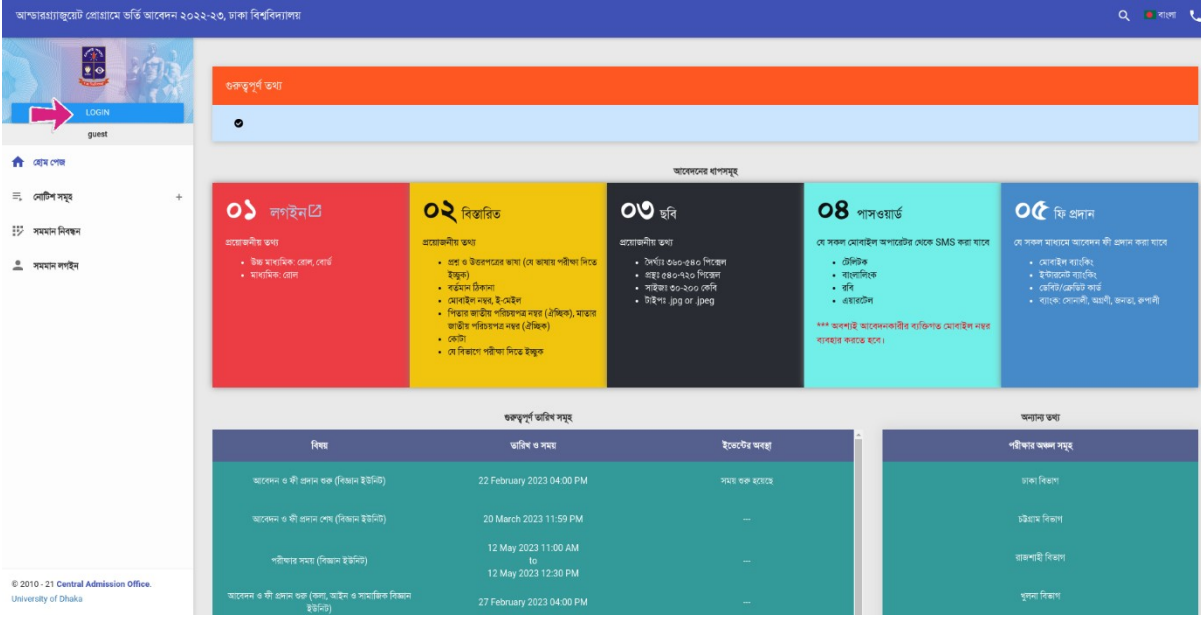 আন্ডারগ্র্যাজুয়েট প্রোগ্রামে ভর্তি আবেদন ২০২২-২৩, ঢাকা বিশ্ববিদ্যালয়
বাংলা
LOGIN
guest
হোম পেজ
নোটিশ সমূহ +
সমমান নিবন্ধন
সমমান লগইন
© 2010 - 21 Central Admission Office.
University of Dhaka
গুরুত্বপূর্ণ তথ্য
আবেদনের ধাপসমূহ
০১ লগইন
প্রয়োজনীয় তথ্য
• উচ্চ মাধ্যমিক: রোল, বোর্ড
• মাধ্যমিক: রোল
০২ বিস্তারিত
প্রয়োজনীয় তথ্য
• প্রশ্ন ও উত্তরপত্রের ভাষা (যে ভাষায় পরীক্ষা দিতে
ইচ্ছুক)
• বর্তমান ঠিকানা
• মোবাইল নম্বর, ই-মেইল
• পিতার জাতীয় পরিচয়পত্র নম্বর (ঐচ্ছিক), মাতার
জাতীয় পরিচয়পত্র নম্বর (ঐচ্ছিক)
• কোটা
• যে বিভাগে পরীক্ষা দিতে ইচ্ছুক
০৩ ছবি
প্রয়োজনীয় তথ্য
• দৈর্ঘ্যঃ ৩৬০-৫৪০ পিক্সেল
• প্রস্থঃ ৫৪০-৭২০ পিক্সেল
• সাইজঃ ৩০-২০০ কেবি
• টাইপঃ .jpg or .jpeg
০৪ পাসওয়ার্ড
যে সকল মোবাইল অপারেটর থেকে SMS করা যাবে
• টেলিটক
• বাংলালিংক
• রবি
• এয়ারটেল
*** অবশ্যই আবেদনকারীর ব্যক্তিগত মোবাইল নম্বর
ব্যবহার করতে হবে।
০৫ ফি প্রদান
যে সকল মাধ্যমে আবেদন ফী প্রদান করা যাবে
• মোবাইল ব্যাংকিং
• ইন্টারনেট ব্যাংকিং
• ডেবিট/ক্রেডিট কার্ড
• ব্যাংক: সোনালী, অগ্রণী, জনতা, রুপালী
গুরুত্বপূর্ণ তারিখ সমূহ
বিষয় তারিখ ও সময় ইভেন্টের অবস্থা
আবেদন ও ফী প্রদান শুরু (বিজ্ঞান ইউনিট) 22 February 2023 04:00 PM সময় শুরু হয়েছে
আবেদন ও ফী প্রদান শেষ (বিজ্ঞান ইউনিট) 20 March 2023 11:59 PM ---
পরীক্ষার সময় (বিজ্ঞান ইউনিট) 12 May 2023 11:00 AM
to
12 May 2023 12:30 PM ---
আবেদন ও ফী প্রদান শুরু (কলা, আইন ও সামাজিক বিজ্ঞান
ইউনিট) 27 February 2023 04:00 PM ---
অন্যান্য তথ্য
পরীক্ষার অঞ্চল সমূহ
ঢাকা বিভাগ
চট্টগ্রাম বিভাগ
রাজশাহী বিভাগ
খুলনা বিভাগ